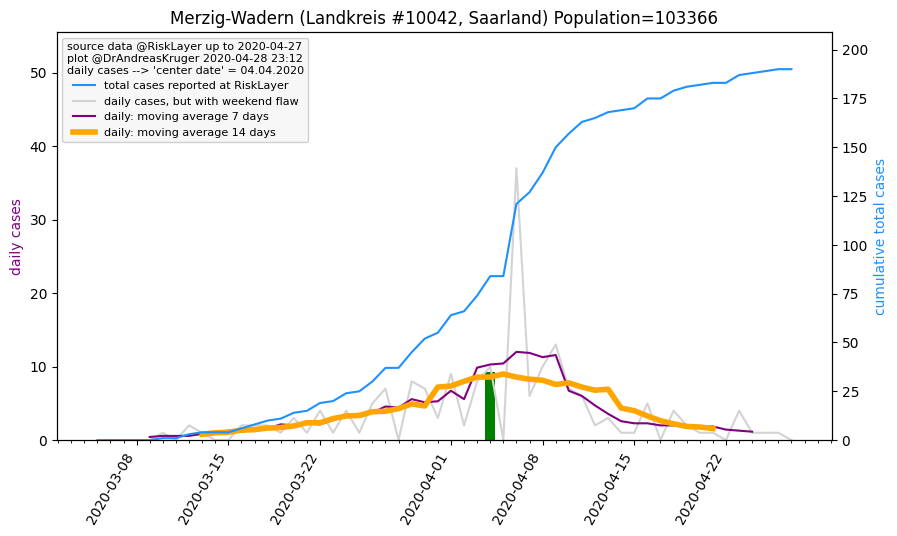 Merzig-Wadern (Landkreis #10042, Saarland) Population=103366
source data @RiskLayer up to 2020-04-27
plot @DrAndreasKruger 2020-04-28 23:12
daily cases --> 'center date' = 04.04.2020
total cases reported at RiskLayer
daily cases, but with weekend flaw
daily: moving average 7 days
daily: moving average 14 days
daily cases
50
40
30
20
10
0
cumulative total cases
200
175
150
125
100
75
50
25
0
2020-03-08
2020-03-15
2020-03-22
2020-04-01
2020-04-08
2020-04-15
2020-04-22